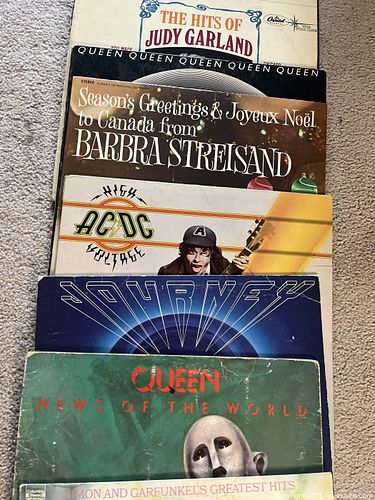 THE HITS OF
JUDY GARLAND
Capitol
QUEEN QUEEN QUEEN QUEEN QUEEN QUEEN
STEREO
Season's Greetings & Joyeux Noël
to Canada from
BARBRA STREISAND
HIGH
AC/DC
VOLTAGE
A
JOURNEY
QUEEN
NEWS OF THE WORLD
SIMON AND GARFUNKEL'S GREATEST HITS